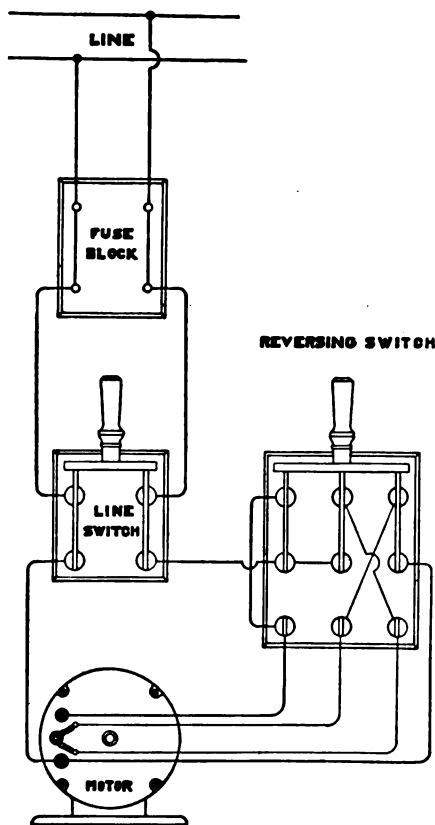 LINE
FUSE
BLOCK
REVERSING SWITCH
LINE
SWITCH
MOTOR